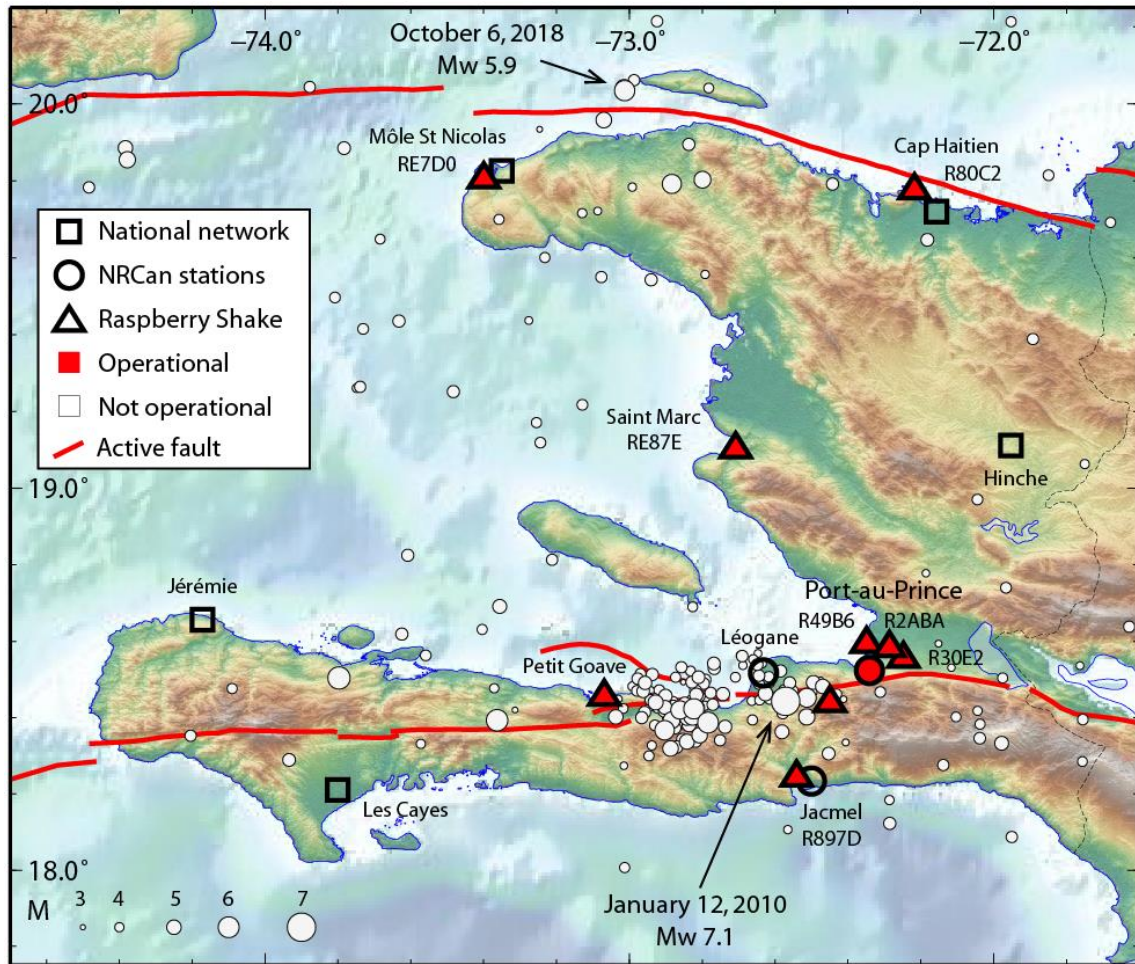 −74.0˚
−73.0˚
−72.0˚
October 6, 2018
Mw 5.9
20.0˚
Môle St Nicolas
RE7D0
Cap Haitien
R80C2
National network
NRCan stations
Raspberry Shake
Operational
Not operational
Active fault
Saint Marc
RE87E
19.0˚
Hinche
Jérémie
Port-au-Prince
R49B6
R2ABA
R30E2
Léogane
Petit Goave
Les Cayes
Jacmel
R897D
18.0˚
M
3
4
5
6
7
January 12, 2010
Mw 7.1